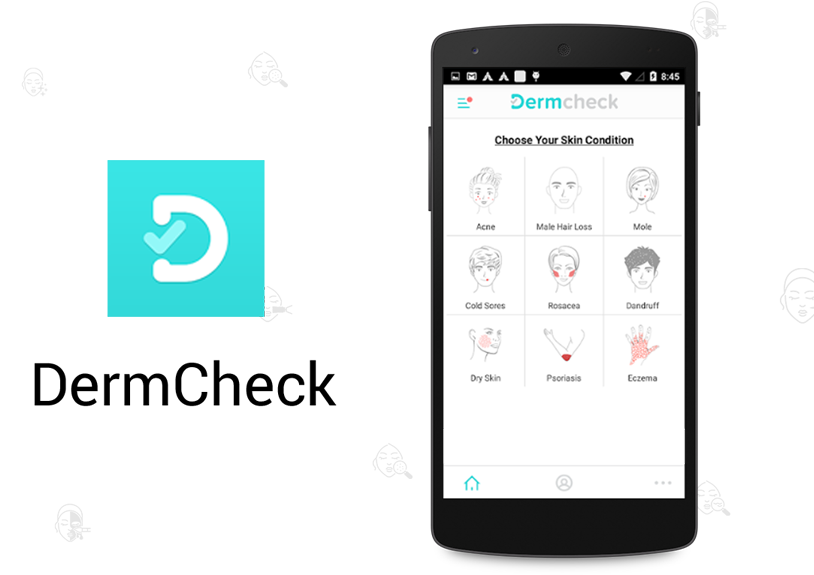 8:45
Dermcheck
Choose Your Skin Condition
Acne
Male Hair Loss
Mole
Cold Sores
Rosacea
Dandruff
Dry Skin
Psoriasis
Eczema
D
DermCheck